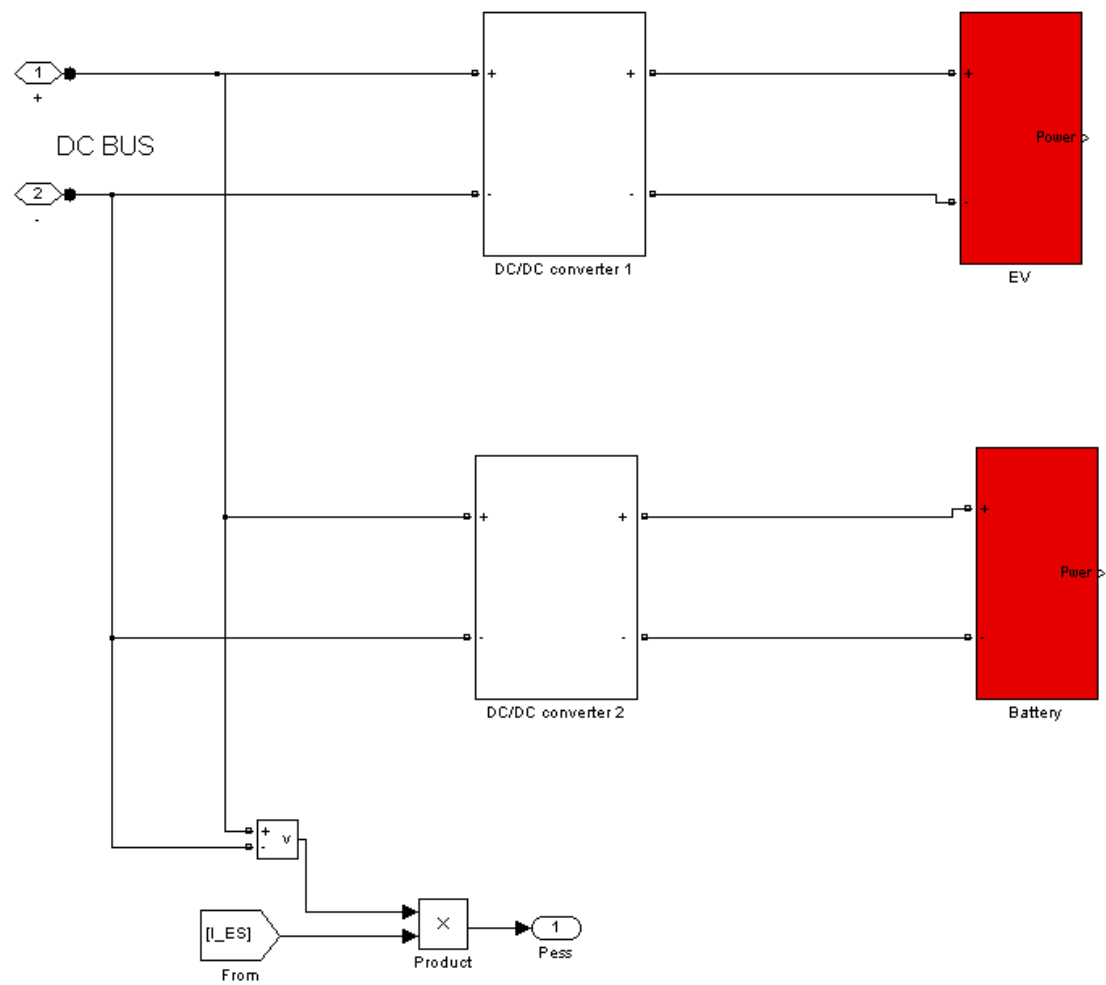 1
+
DC BUS
2
-
+ +
- -
DC/DC converter 1
+
Power
-
EV
+ +
- -
DC/DC converter 2
+
Pwer
-
Battery
+
-
v
[I_ES]
From
×
Product
1
Pess